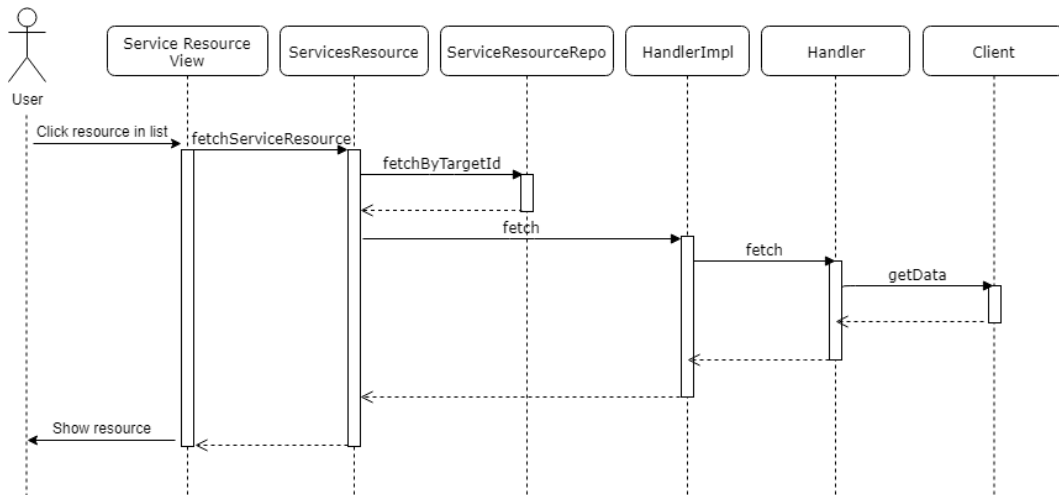 Service Resource
View
ServicesResource
ServiceResourceRepo
HandlerImpl
Handler
Client
User
Click resource in list
fetchServiceResource
fetchByTargetId
fetch
fetch
getData
Show resource